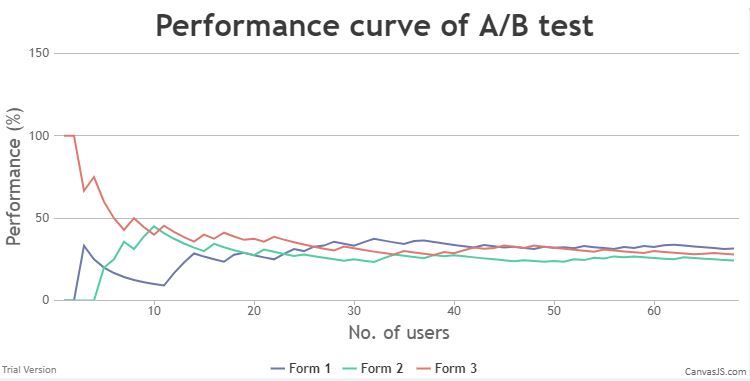 Performance curve of A/B test
150
100
50
0
Performance (%)
10 20 30 40 50 60
No. of users
Form 1 Form 2 Form 3
Trial Version
CanvasJS.com